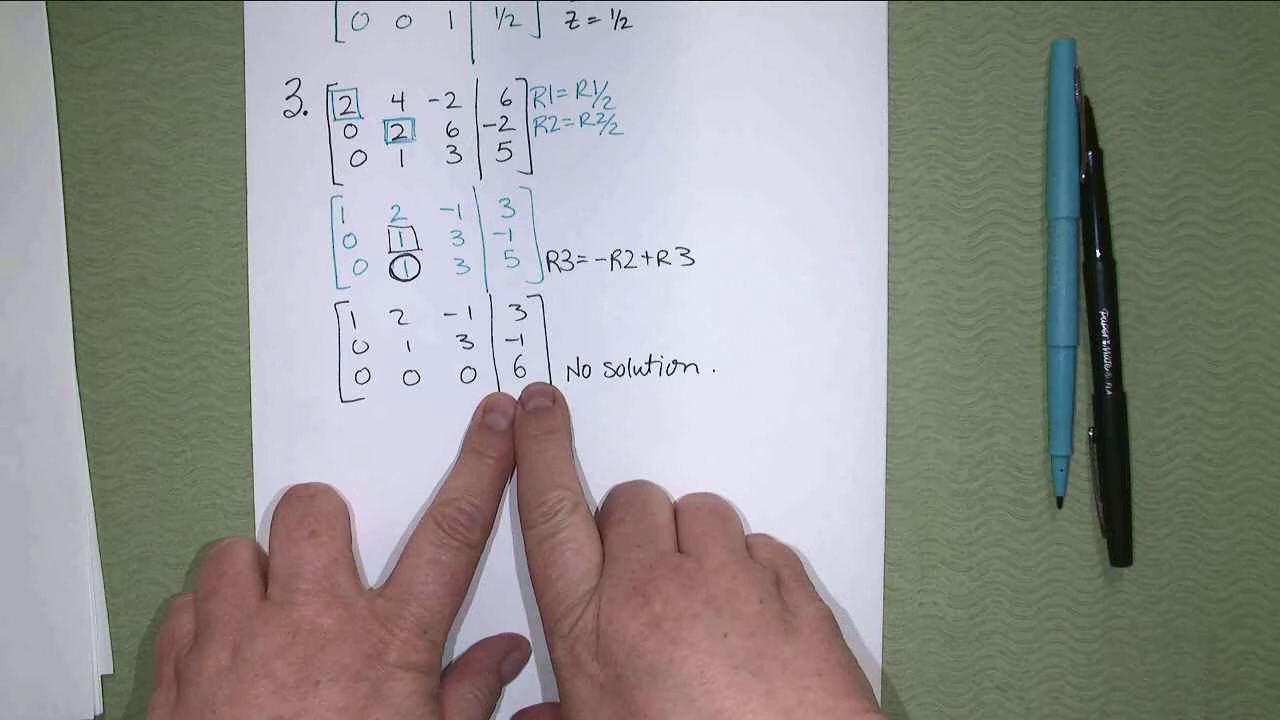 0 0 1 | 1/2 Z = 1/2
3. 2 4 -2 | 6 R1 = R1/2
0 2 6 | -2 R2 = R2/2
0 1 3 | 5
1 2 -1 | 3
0 1 3 | -1
0 1 3 | 5 R3 = -R2 + R3
1 2 -1 | 3
0 1 3 | -1
0 0 0 | 6 No solution.